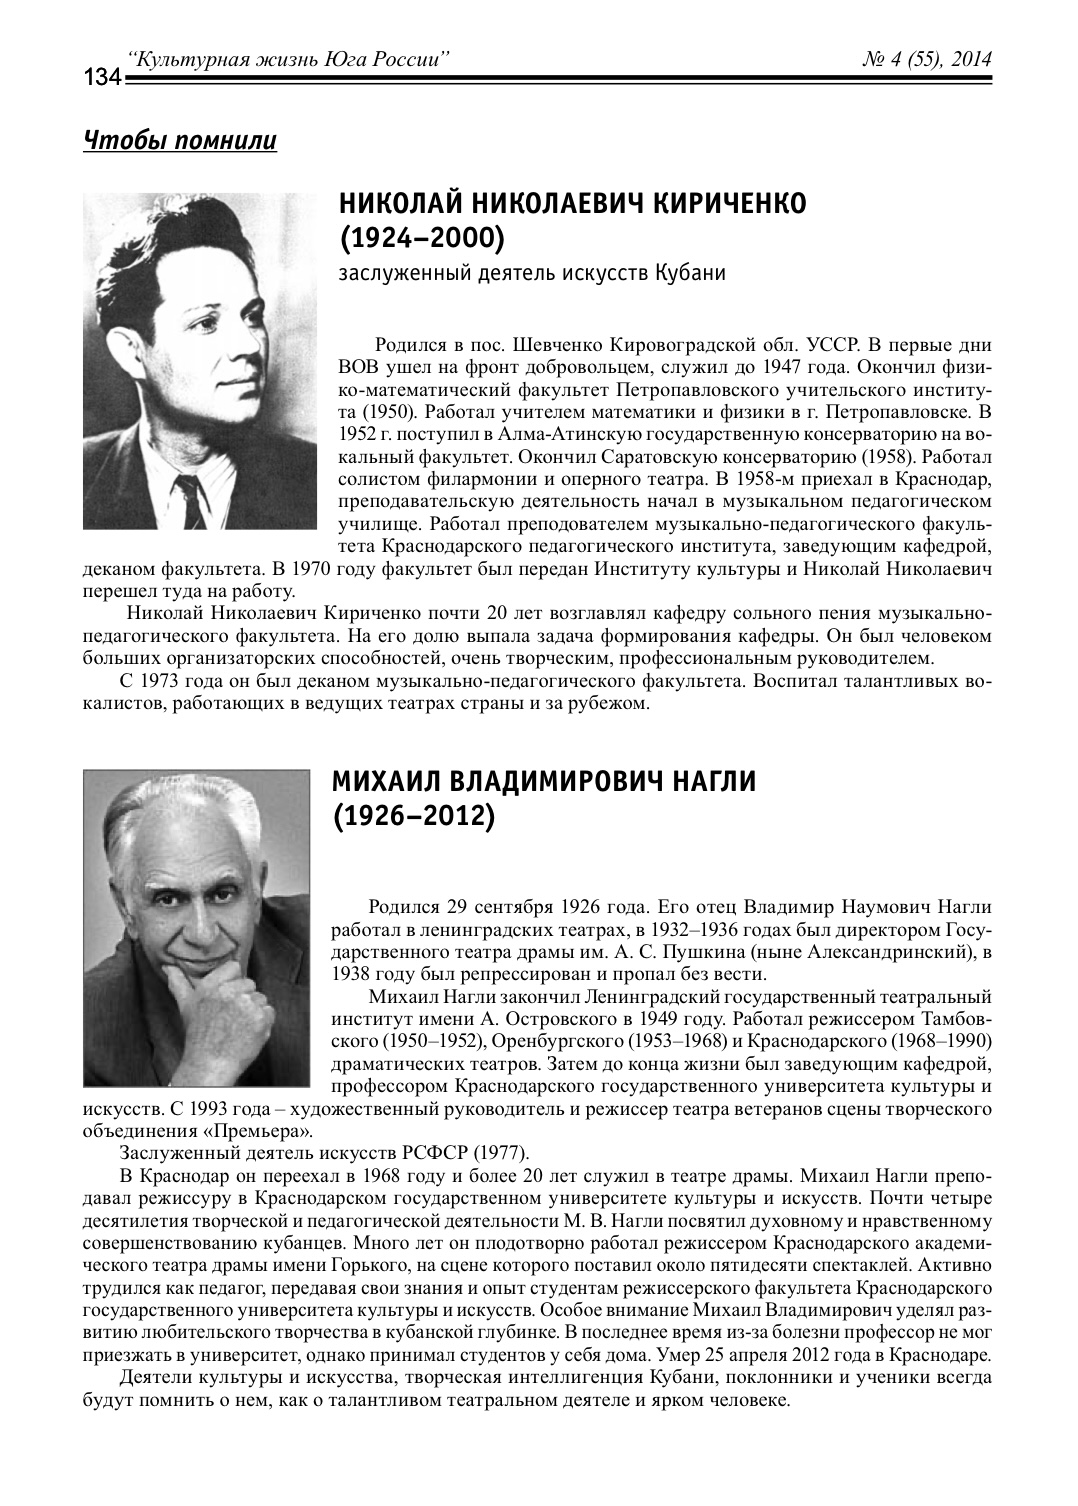 “Культурная жизнь Юга России”
№ 4 (55), 2014
134
Чтобы помнили
НИКОЛАЙ НИКОЛАЕВИЧ КИРИЧЕНКО
(1924–2000)
заслуженный деятель искусств Кубани
Родился в пос. Шевченко Кировоградской обл. УССР. В первые дни
ВОВ ушел на фронт добровольцем, служил до 1947 года. Окончил физи-
ко-математический факультет Петропавловского учительского институ-
та (1950). Работал учителем математики и физики в г. Петропавловске. В
1952 г. поступил в Алма-Атинскую государственную консерваторию на во-
кальный факультет. Окончил Саратовскую консерваторию (1958). Работал
солистом филармонии и оперного театра. В 1958-м приехал в Краснодар,
преподавательскую деятельность начал в музыкальном педагогическом
училище. Работал преподователем музыкально-педагогического факуль-
тета Краснодарского педагогического института, заведующим кафедрой,
деканом факультета. В 1970 году факультет был передан Институту культуры и Николай Николаевич
перешел туда на работу.
Николай Николаевич Кириченко почти 20 лет возглавлял кафедру сольного пения музыкально-
педагогического факультета. На его долю выпала задача формирования кафедры. Он был человеком
больших организаторских способностей, очень творческим, профессиональным руководителем.
С 1973 года он был деканом музыкально-педагогического факультета. Воспитал талантливых во-
калистов, работающих в ведущих театрах страны и за рубежом.
МИХАИЛ ВЛАДИМИРОВИЧ НАГЛИ
(1926–2012)
Родился 29 сентября 1926 года. Его отец Владимир Наумович Нагли
работал в ленинградских театрах, в 1932–1936 годах был директором Госу-
дарственного театра драмы им. А. С. Пушкина (ныне Александринский), в
1938 году был репрессирован и пропал без вести.
Михаил Нагли закончил Ленинградский государственный театральный
институт имени А. Островского в 1949 году. Работал режиссером Тамбов-
ского (1950–1952), Оренбургского (1953–1968) и Краснодарского (1968–1990)
драматических театров. Затем до конца жизни был заведующим кафедрой,
профессором Краснодарского государственного университета культуры и
искусств. С 1993 года – художественный руководитель и режиссер театра ветеранов сцены творческого
объединения «Премьера».
Заслуженный деятель искусств РСФСР (1977).
В Краснодар он переехал в 1968 году и более 20 лет служил в театре драмы. Михаил Нагли препо-
давал режиссуру в Краснодарском государственном университете культуры и искусств. Почти четыре
десятилетия творческой и педагогической деятельности М. В. Нагли посвятил духовному и нравственному
совершенствованию кубанцев. Много лет он плодотворно работал режиссером Краснодарского академи-
ческого театра драмы имени Горького, на сцене которого поставил около пятидесяти спектаклей. Активно
трудился как педагог, передавая свои знания и опыт студентам режиссерского факультета Краснодарского
государственного университета культуры и искусств. Особое внимание Михаил Владимирович уделял раз-
витию любительского творчества в кубанской глубинке. В последнее время из-за болезни профессор не мог
приезжать в университет, однако принимал студентов у себя дома. Умер 25 апреля 2012 года в Краснодаре.
Деятели культуры и искусства, творческая интеллигенция Кубани, поклонники и ученики всегда
будут помнить о нем, как о талантливом театральном деятеле и ярком человеке.